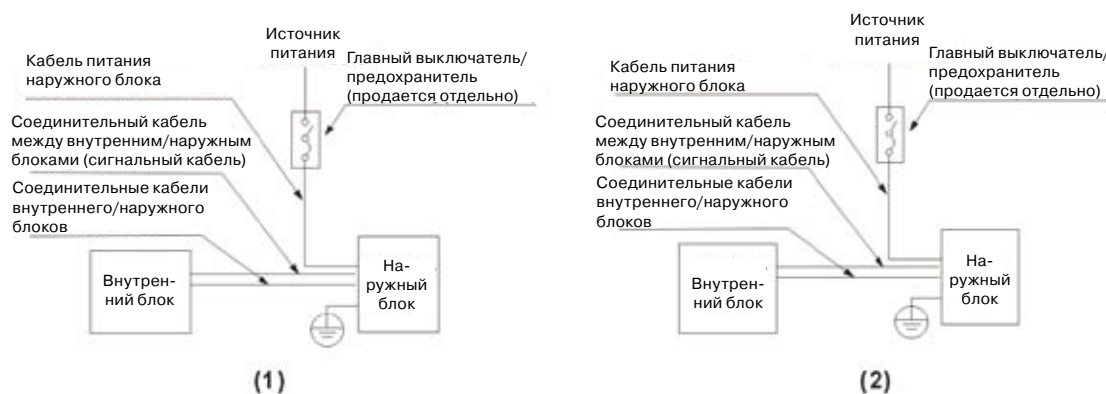 Источник
питания
Кабель питания
наружного блока
Главный выключатель/
предохранитель
(продается отдельно)
Соединительный кабель
между внутренним/наружным
блоками (сигнальный кабель)
Соединительные кабели
внутреннего/наружного
блоков
Внутрен-
ний блок
На-
ружный
блок
(1)
Источник
питания
Кабель питания
наружного блока
Главный выключатель/
предохранитель
(продается отдельно)
Соединительный кабель
между внутренним/наружным
блоками (сигнальный кабель)
Соединительные кабели
внутреннего/наружного
блоков
Внутрен-
ний блок
На-
ружный
блок
(2)